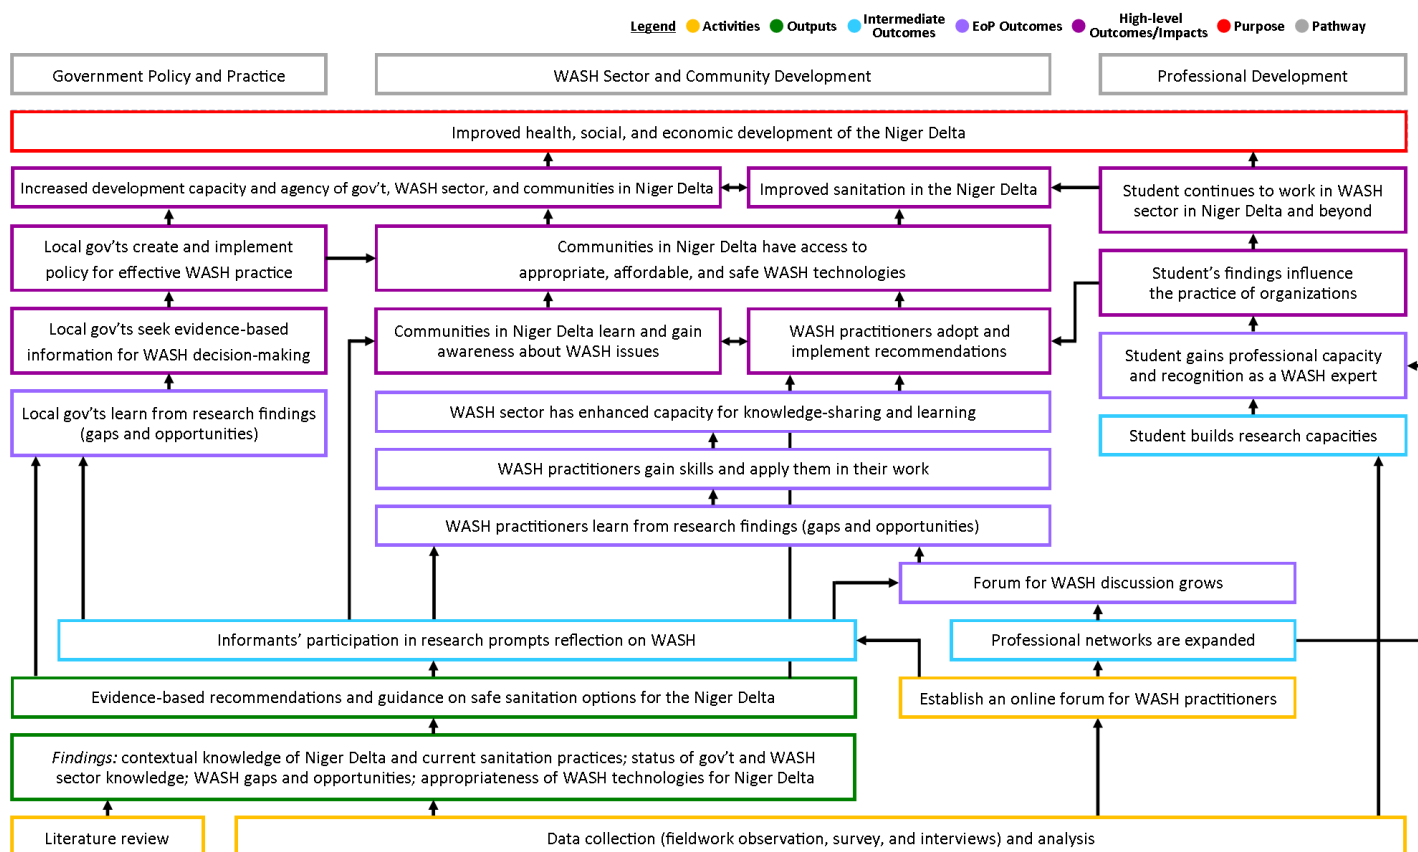 Legend Activities Outputs Intermediate Outcomes EoP Outcomes High-level Outcomes/Impacts Purpose Pathway
Government Policy and Practice
WASH Sector and Community Development
Professional Development
Improved health, social, and economic development of the Niger Delta
Increased development capacity and agency of gov't, WASH sector, and communities in Niger Delta
Improved sanitation in the Niger Delta
Student continues to work in WASH
sector in Niger Delta and beyond
Local gov'ts create and implement
policy for effective WASH practice
Communities in Niger Delta have access to
appropriate, affordable, and safe WASH technologies
Student's findings influence
the practice of organizations
Local gov'ts seek evidence-based
information for WASH decision-making
Communities in Niger Delta learn and gain
awareness about WASH issues
WASH practitioners adopt and
implement recommendations
Student gains professional capacity
and recognition as a WASH expert
Local gov'ts learn from research findings
(gaps and opportunities)
WASH sector has enhanced capacity for knowledge-sharing and learning
Student builds research capacities
WASH practitioners gain skills and apply them in their work
WASH practitioners learn from research findings (gaps and opportunities)
Forum for WASH discussion grows
Informants' participation in research prompts reflection on WASH
Professional networks are expanded
Evidence-based recommendations and guidance on safe sanitation options for the Niger Delta
Establish an online forum for WASH practitioners
Findings: contextual knowledge of Niger Delta and current sanitation practices; status of gov't and WASH
sector knowledge; WASH gaps and opportunities; appropriateness of WASH technologies for Niger Delta
Literature review
Data collection (fieldwork observation, survey, and interviews) and analysis